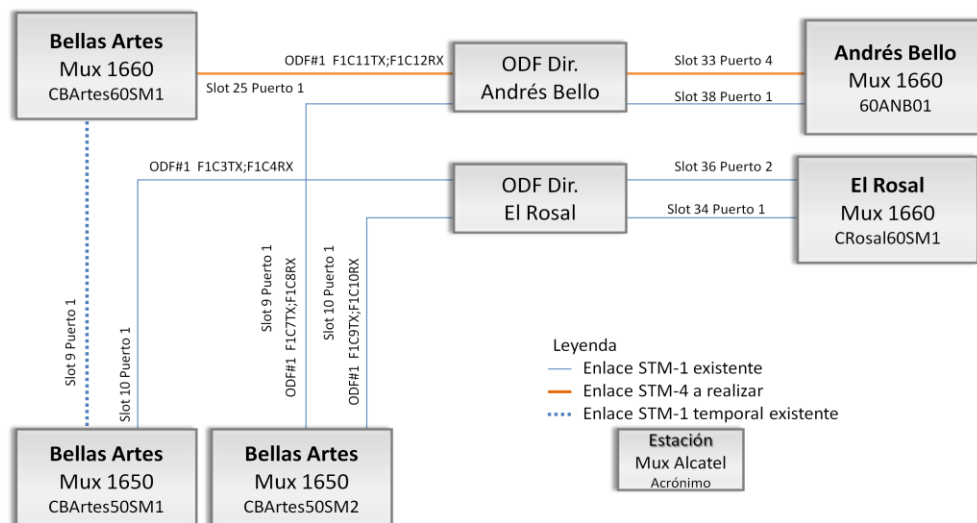 Bellas Artes
Mux 1660
CBArtes60SM1
ODF#1 F1C11TX;F1C12RX
Slot 25 Puerto 1
ODF Dir.
Andrés Bello
Slot 33 Puerto 4
Slot 38 Puerto 1
Andrés Bello
Mux 1660
60ANB01
ODF#1 F1C3TX;F1C4RX
ODF Dir.
El Rosal
Slot 36 Puerto 2
Slot 34 Puerto 1
El Rosal
Mux 1660
CRosal60SM1
Slot 9 Puerto 1
Slot 10 Puerto 1
Slot 9 Puerto 1
ODF#1 F1C7TX;F1C8RX
Slot 10 Puerto 1
ODF#1 F1C9TX;F1C10RX
Leyenda
Enlace STM-1 existente
Enlace STM-4 a realizar
Enlace STM-1 temporal existente
Estación
Mux Alcatel
Acrónimo
Bellas Artes
Mux 1650
CBArtes50SM1
Bellas Artes
Mux 1650
CBArtes50SM2